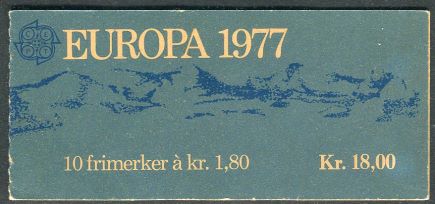 EUROPA 1977
10 frimerker à kr. 1,80 Kr. 18,00